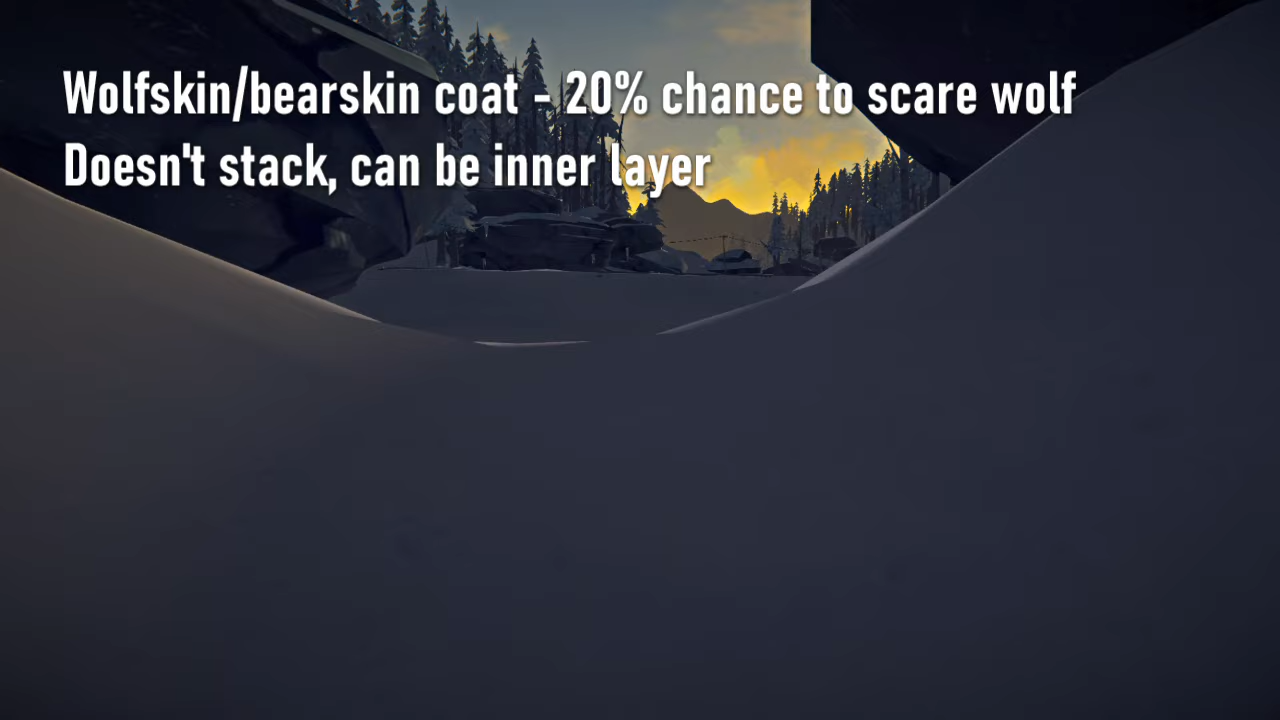 Wolfskin/bearskin coat - 20% chance to scare wolf
Doesn't stack, can be inner layer